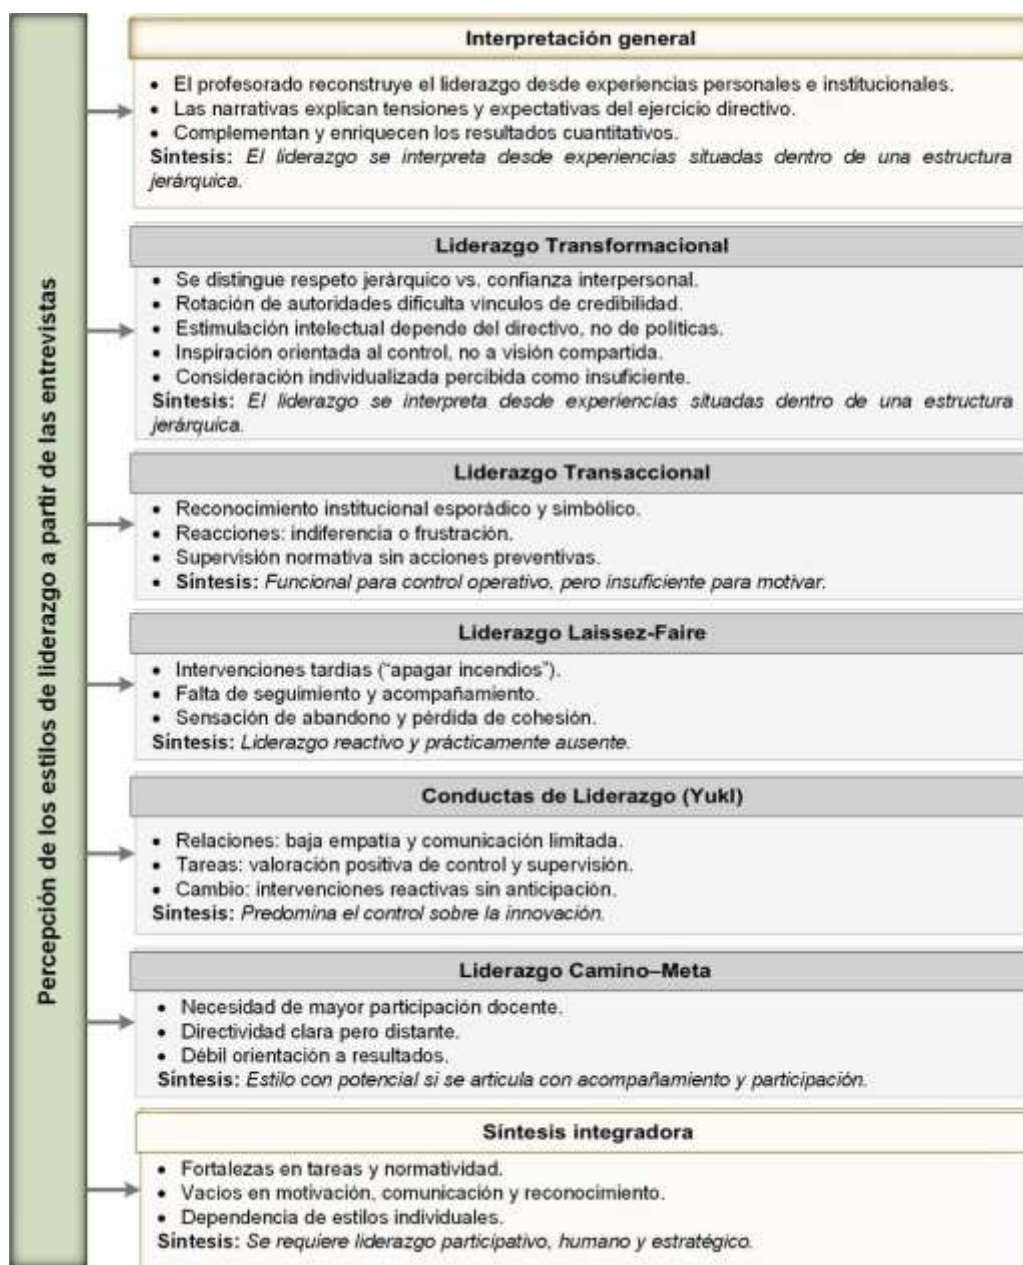 Percepción de los estilos de liderazgo a partir de las entrevistas
Interpretación general
• El profesorado reconstruye el liderazgo desde experiencias personales e institucionales.
• Las narrativas explican tensiones y expectativas del ejercicio directivo.
• Complementan y enriquecen los resultados cuantitativos.
Síntesis: El liderazgo se interpreta desde experiencias situadas dentro de una estructura
jerárquica.
Liderazgo Transformacional
• Se distingue respeto jerárquico vs. confianza interpersonal.
• Rotación de autoridades dificulta vínculos de credibilidad.
• Estimulación intelectual depende del directivo, no de políticas.
• Inspiración orientada al control, no a visión compartida.
• Consideración individualizada percibida como insuficiente.
Síntesis: El liderazgo se interpreta desde experiencias situadas dentro de una estructura
jerárquica.
Liderazgo Transaccional
• Reconocimiento institucional esporádico y simbólico.
• Reacciones: indiferencia o frustración.
• Supervisión normativa sin acciones preventivas.
• Síntesis: Funcional para control operativo, pero insuficiente para motivar.
Liderazgo Laissez-Faire
• Intervenciones tardías (“apagar incendios”).
• Falta de seguimiento y acompañamiento.
• Sensación de abandono y pérdida de cohesión.
Síntesis: Liderazgo reactivo y prácticamente ausente.
Conductas de Liderazgo (Yukl)
• Relaciones: baja empatía y comunicación limitada.
• Tareas: valoración positiva de control y supervisión.
• Cambio: intervenciones reactivas sin anticipación.
Síntesis: Predomina el control sobre la innovación.
Liderazgo Camino–Meta
• Necesidad de mayor participación docente.
• Directividad clara pero distante.
• Débil orientación a resultados.
Síntesis: Estilo con potencial si se articula con acompañamiento y participación.
Síntesis integradora
• Fortalezas en tareas y normatividad.
• Vacíos en motivación, comunicación y reconocimiento.
• Dependencia de estilos individuales.
Síntesis: Se requiere liderazgo participativo, humano y estratégico.